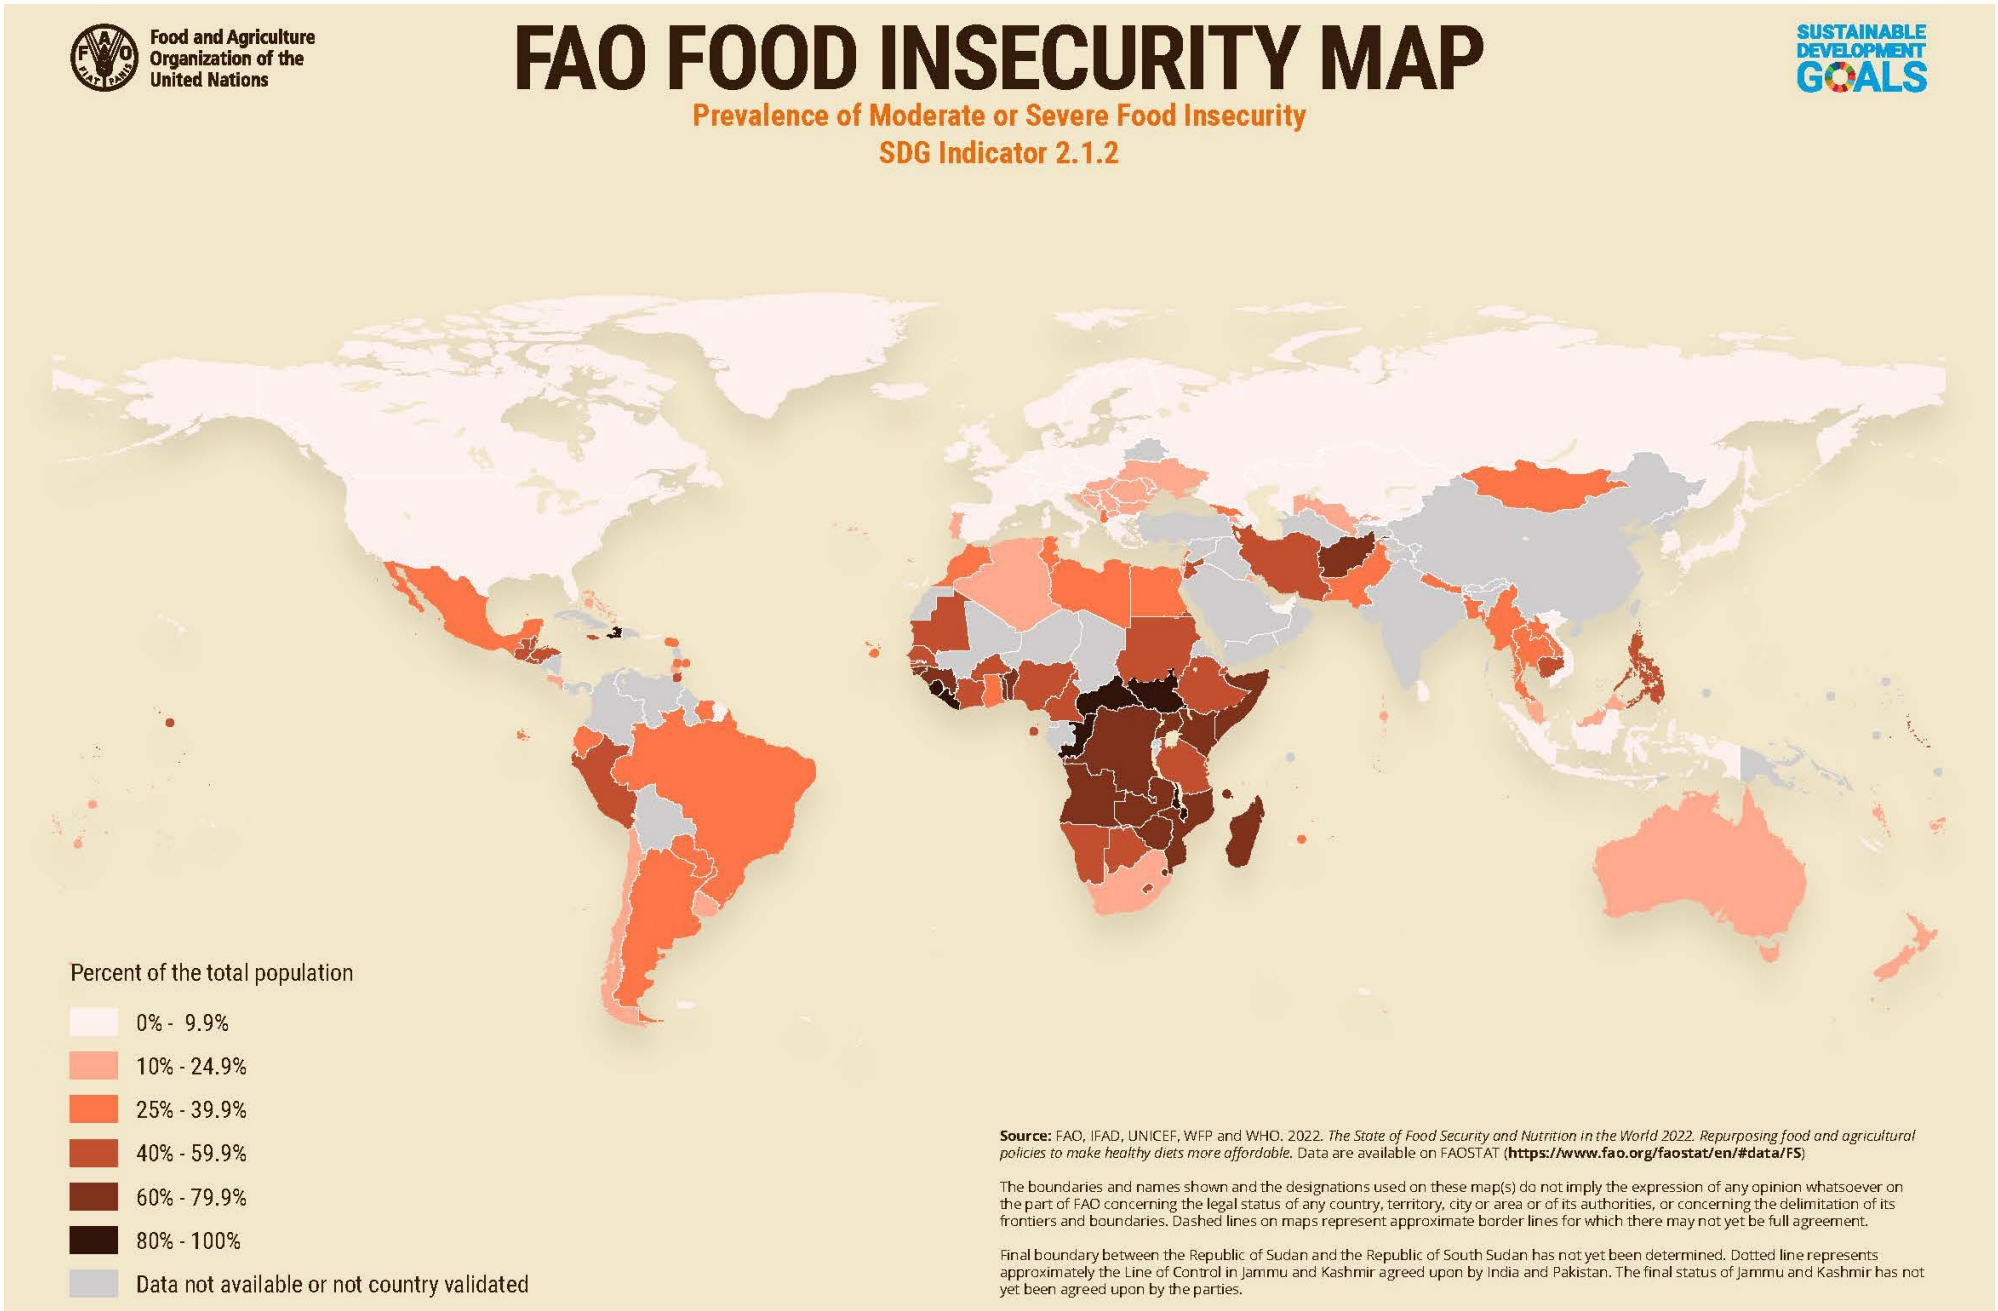 Food and Agriculture
Organization of the
United Nations
F A O
FIAT PANIS
FAO FOOD INSECURITY MAP
Prevalence of Moderate or Severe Food Insecurity
SDG Indicator 2.1.2
SUSTAINABLE
DEVELOPMENT
GOALS
Percent of the total population
0% - 9.9%
10% - 24.9%
25% - 39.9%
40% - 59.9%
60% - 79.9%
80% - 100%
Data not available or not country validated
Source: FAO, IFAD, UNICEF, WFP and WHO. 2022. The State of Food Security and Nutrition in the World 2022. Repurposing food and agricultural
policies to make healthy diets more affordable. Data are available on FAOSTAT (https://www.fao.org/faostat/en/#data/FS)
The boundaries and names shown and the designations used on these map(s) do not imply the expression of any opinion whatsoever on
the part of FAO concerning the legal status of any country, territory, city or area or of its authorities, or concerning the delimitation of its
frontiers and boundaries. Dashed lines on maps represent approximate border lines for which there may not yet be full agreement.
Final boundary between the Republic of Sudan and the Republic of South Sudan has not yet been determined. Dotted line represents
approximately the Line of Control in Jammu and Kashmir agreed upon by India and Pakistan. The final status of Jammu and Kashmir has not
yet been agreed upon by the parties.